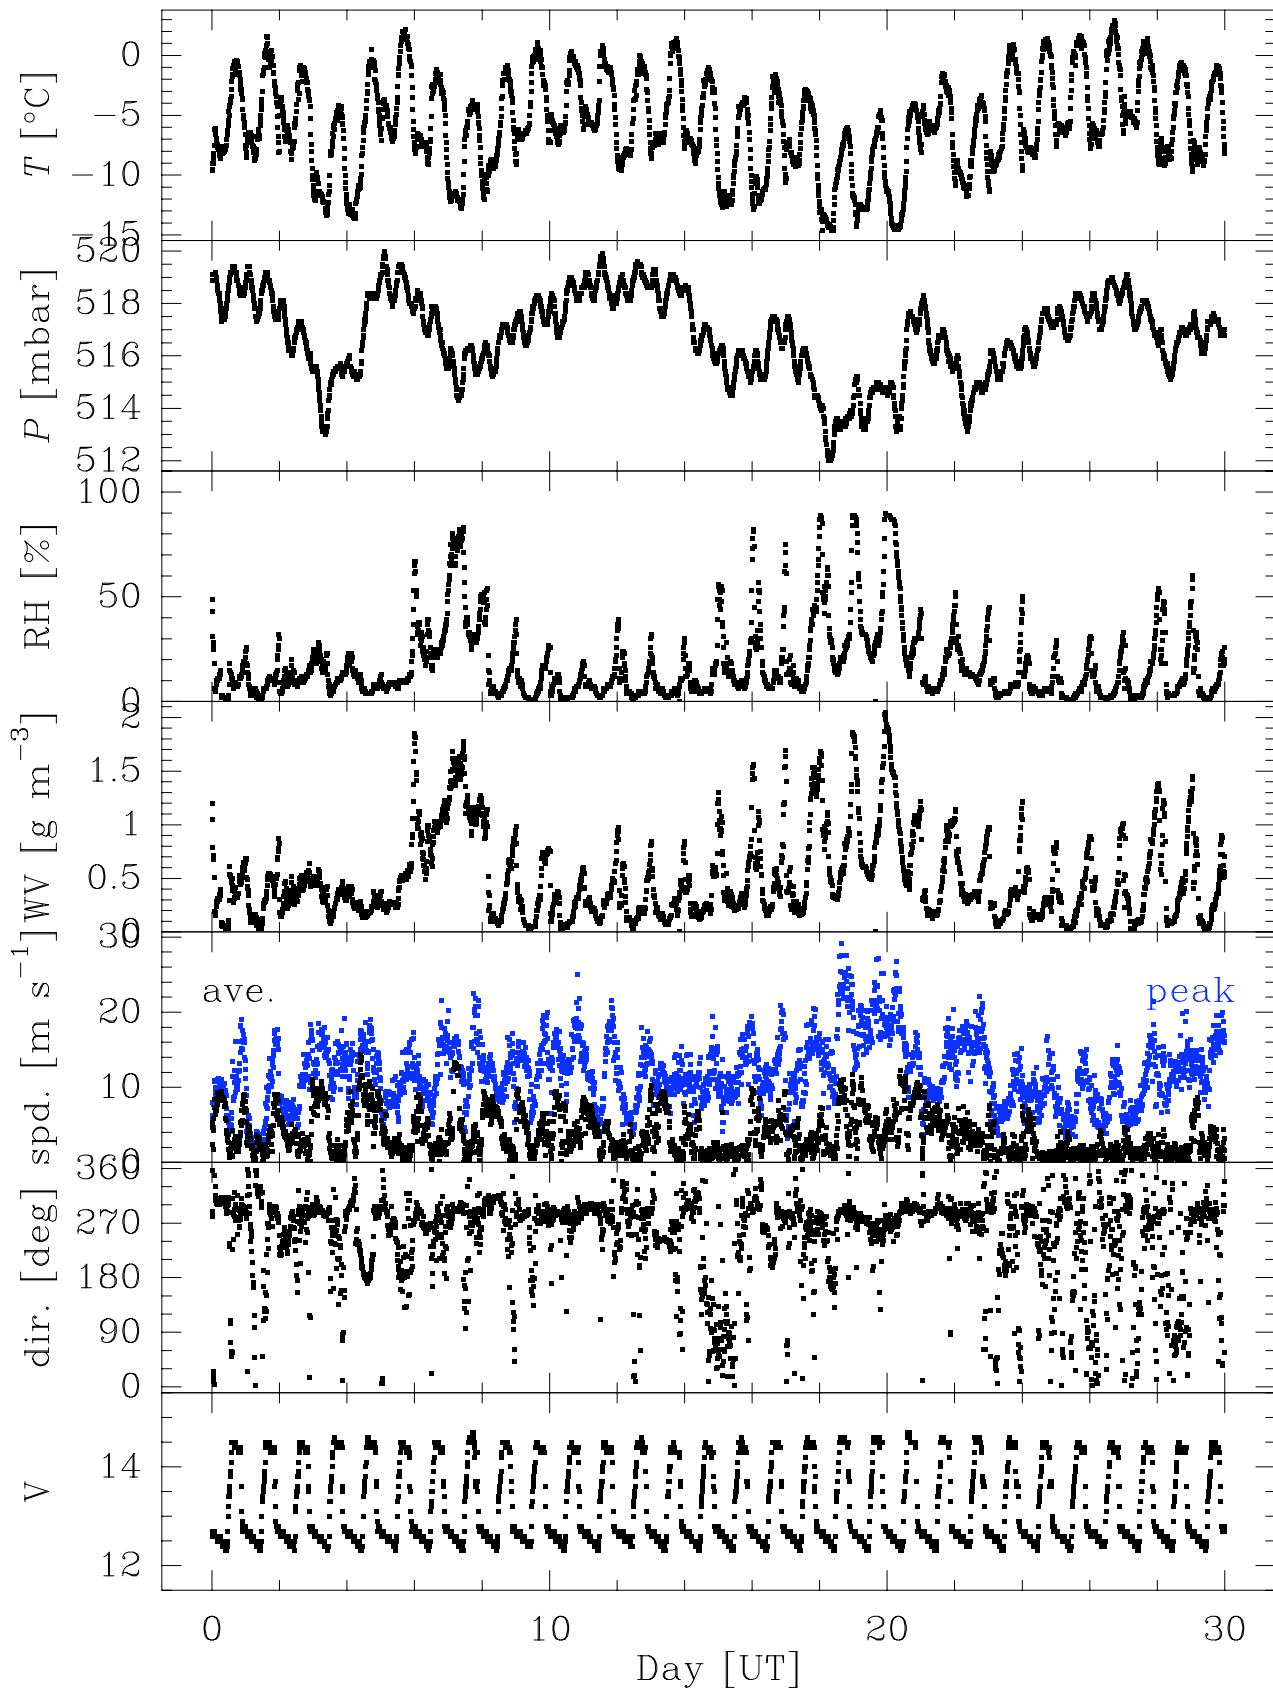 T [°C]
0
−5
−10
−15
P [mbar]
520
518
516
514
512
RH [%]
100
50
0
WV [g m−3]
2
1.5
1
0.5
0
spd. [m s−1]
30
20
10
0
ave.
peak
dir. [deg]
360
270
180
90
0
V
14
12
0 10 20 30
Day [UT]